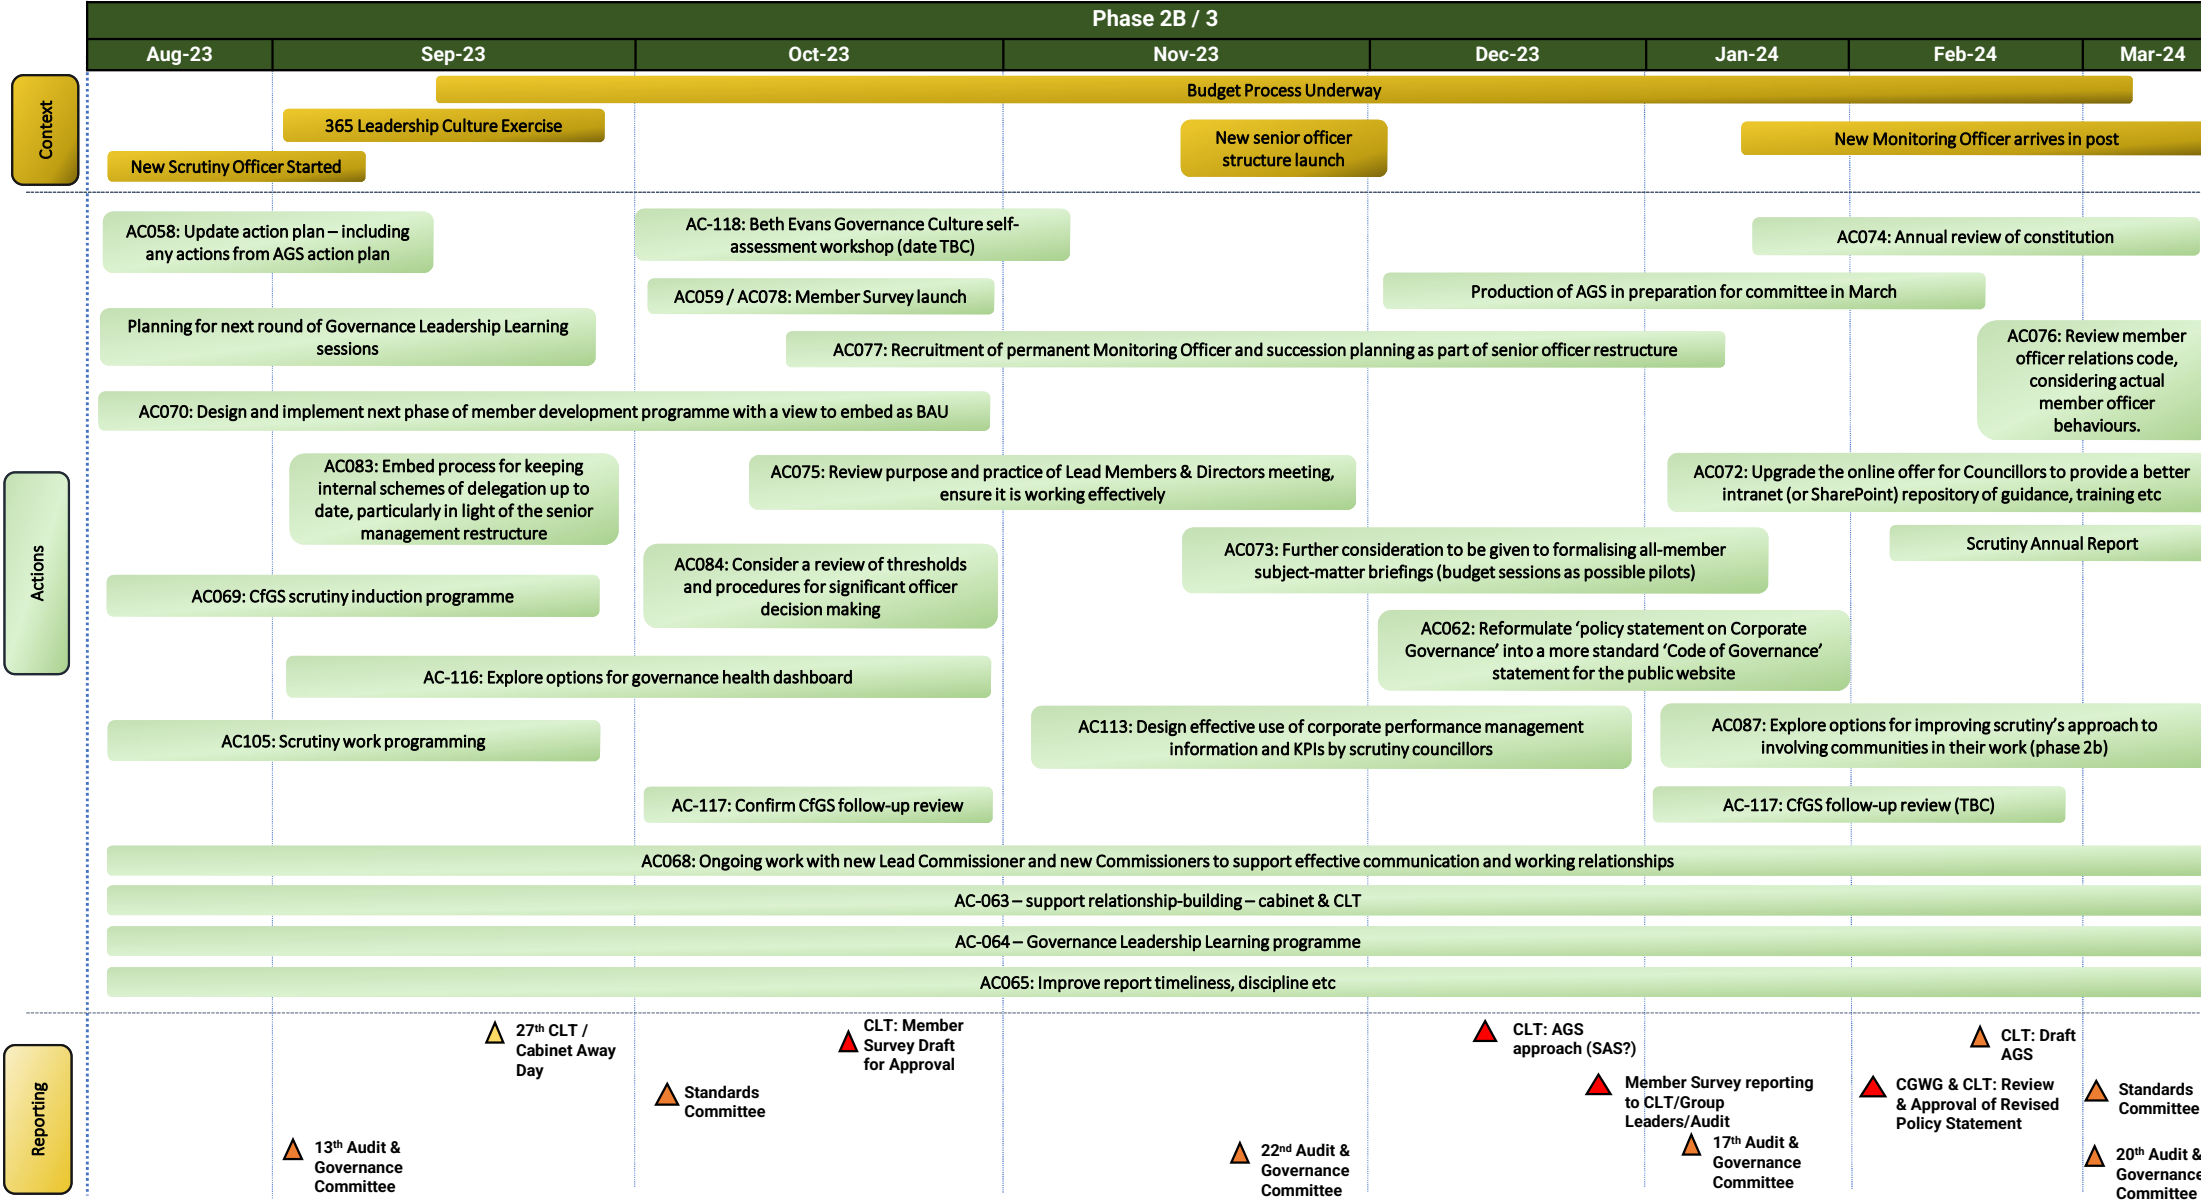 Phase 2B / 3
Aug-23
Sep-23
Oct-23
Nov-23
Dec-23
Jan-24
Feb-24
Mar-24
Context
Budget Process Underway
365 Leadership Culture Exercise
New Scrutiny Officer Started
New senior officer
structure launch
New Monitoring Officer arrives in post
Actions
AC058: Update action plan – including
any actions from AGS action plan
AC-118: Beth Evans Governance Culture self-
assessment workshop (date TBC)
AC074: Annual review of constitution
AC059 / AC078: Member Survey launch
Production of AGS in preparation for committee in March
Planning for next round of Governance Leadership Learning
sessions
AC077: Recruitment of permanent Monitoring Officer and succession planning as part of senior officer restructure
AC076: Review member
officer relations code,
considering actual
member officer
behaviours.
AC070: Design and implement next phase of member development programme with a view to embed as BAU
AC083: Embed process for keeping
internal schemes of delegation up to
date, particularly in light of the senior
management restructure
AC075: Review purpose and practice of Lead Members & Directors meeting,
ensure it is working effectively
AC072: Upgrade the online offer for Councillors to provide a better
intranet (or SharePoint) repository of guidance, training etc
AC073: Further consideration to be given to formalising all-member
subject-matter briefings (budget sessions as possible pilots)
Scrutiny Annual Report
AC084: Consider a review of thresholds
and procedures for significant officer
decision making
AC069: CfGS scrutiny induction programme
AC062: Reformulate ‘policy statement on Corporate
Governance’ into a more standard ‘Code of Governance’
statement for the public website
AC-116: Explore options for governance health dashboard
AC105: Scrutiny work programming
AC113: Design effective use of corporate performance management
information and KPIs by scrutiny councillors
AC087: Explore options for improving scrutiny’s approach to
involving communities in their work (phase 2b)
AC-117: Confirm CfGS follow-up review
AC-117: CfGS follow-up review (TBC)
AC068: Ongoing work with new Lead Commissioner and new Commissioners to support effective communication and working relationships
AC-063 – support relationship-building – cabinet & CLT
AC-064 – Governance Leadership Learning programme
AC065: Improve report timeliness, discipline etc
Reporting
27th CLT /
Cabinet Away
Day
CLT: Member
Survey Draft
for Approval
CLT: AGS
approach (SAS?)
CLT: Draft
AGS
Standards
Committee
Member Survey reporting
to CLT/Group
Leaders/Audit
CGWG & CLT: Review
& Approval of Revised
Policy Statement
Standards
Committee
13th Audit &
Governance
Committee
22nd Audit &
Governance
Committee
17th Audit &
Governance
Committee
20th Audit &
Governance
Committee